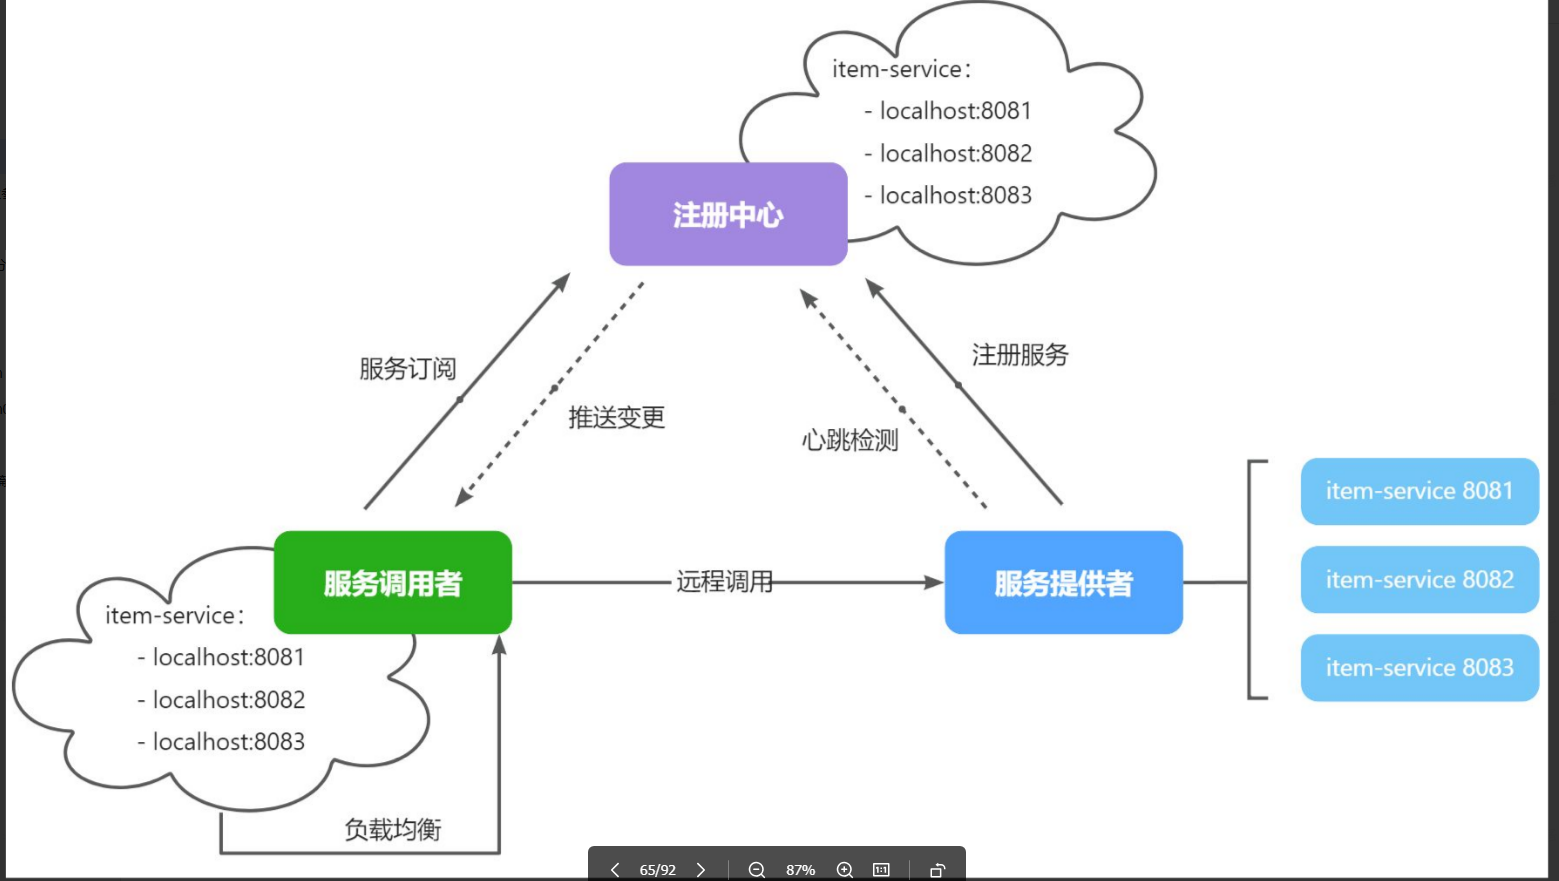 item-service：
- localhost:8081
- localhost:8082
- localhost:8083
注册中心
服务订阅
推送变更
心跳检测
注册服务
服务调用者
远程调用
服务提供者
item-service 8081
item-service 8082
item-service 8083
item-service：
- localhost:8081
- localhost:8082
- localhost:8083
负载均衡
65/92
87%
1:1